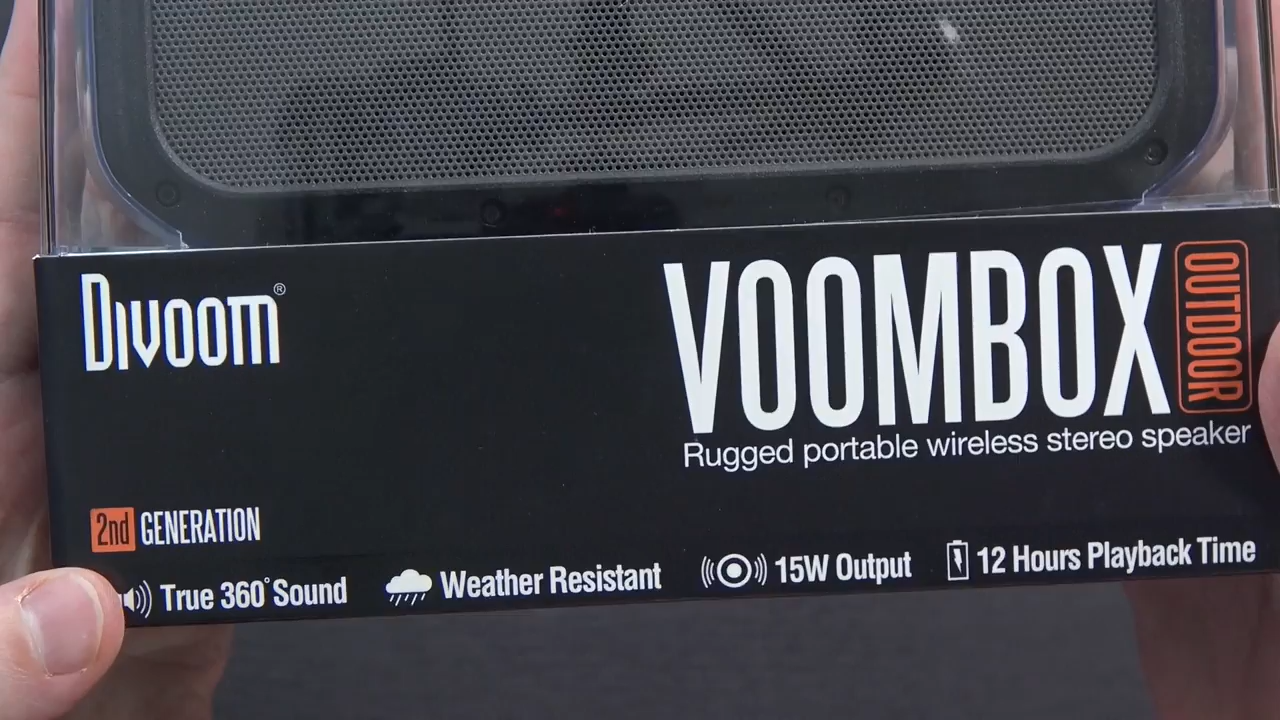 Divoom®
VOOMBOX OUTDOOR
Rugged portable wireless stereo speaker
2nd GENERATION
True 360° Sound
Weather Resistant
15W Output
12 Hours Playback Time